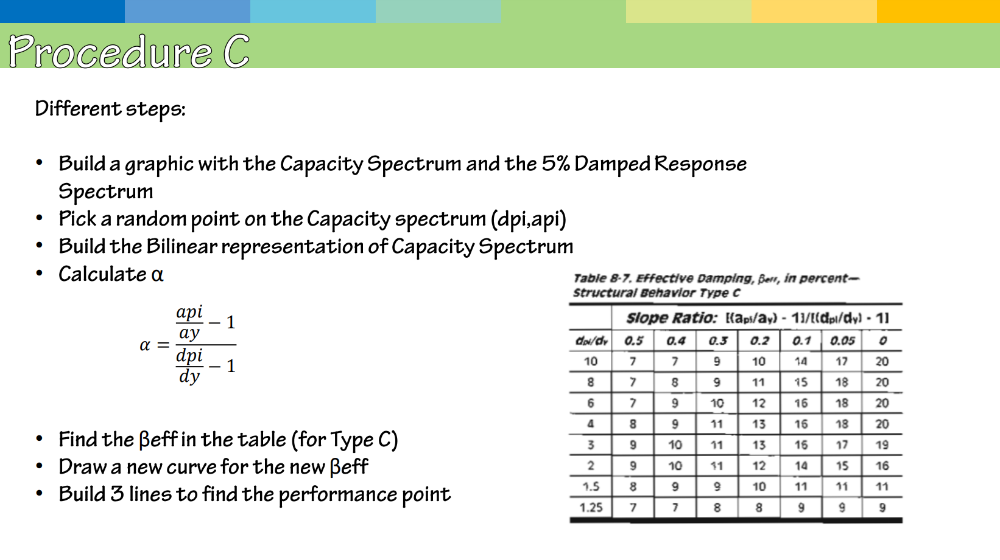 Procedure C
Different steps:
• Build a graphic with the Capacity Spectrum and the 5% Damped Response
Spectrum
• Pick a random point on the Capacity spectrum (dpi,api)
• Build the Bilinear representation of Capacity Spectrum
• Calculate α
α = (api/ay − 1) / (dpi/dy − 1)
• Find the βeff in the table (for Type C)
• Draw a new curve for the new βeff
• Build 3 lines to find the performance point
Table 8-7. Effective Damping, βeff, in percent—
Structural Behavior Type C
Slope Ratio: [(api/ay) - 1]/[(dpi/dy) - 1]
dpi/dy 0.5 0.4 0.3 0.2 0.1 0.05 0
10 7 7 9 10 14 17 20
8 7 8 9 11 15 18 20
6 7 9 10 12 16 18 20
4 8 9 11 13 16 18 20
3 9 10 11 13 16 17 19
2 9 10 11 12 14 15 16
1.5 8 9 9 10 11 11 11
1.25 7 7 8 8 9 9 9